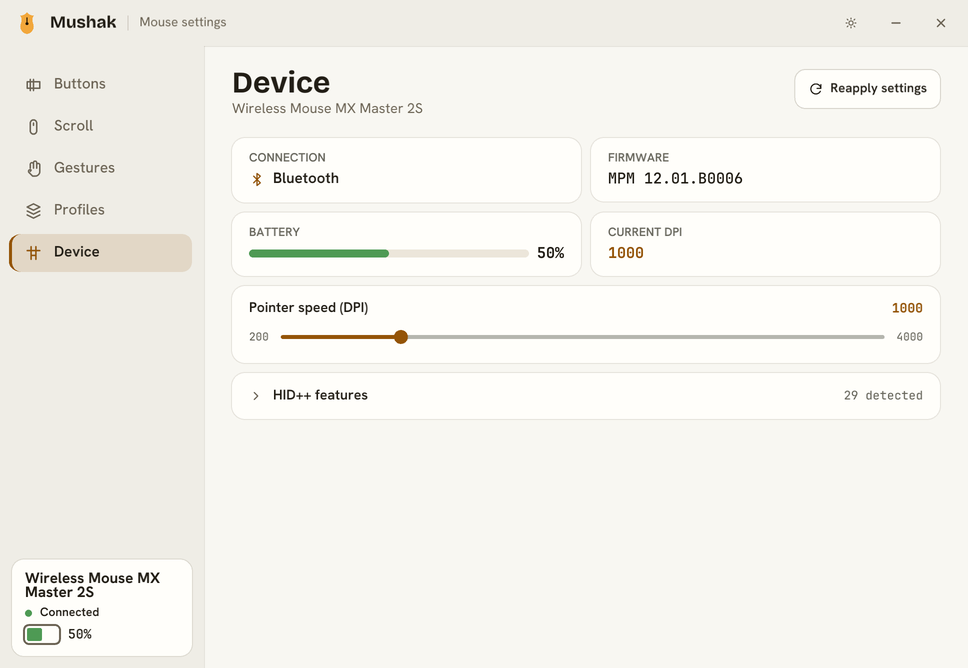 Mushak
Mouse settings
Buttons
Scroll
Gestures
Profiles
Device
Wireless Mouse MX
Master 2S
Connected
50%
Device
Wireless Mouse MX Master 2S
Reapply settings
CONNECTION
Bluetooth
FIRMWARE
MPM 12.01.B0006
BATTERY
50%
CURRENT DPI
1000
Pointer speed (DPI)
1000
200
4000
HID++ features
29 detected